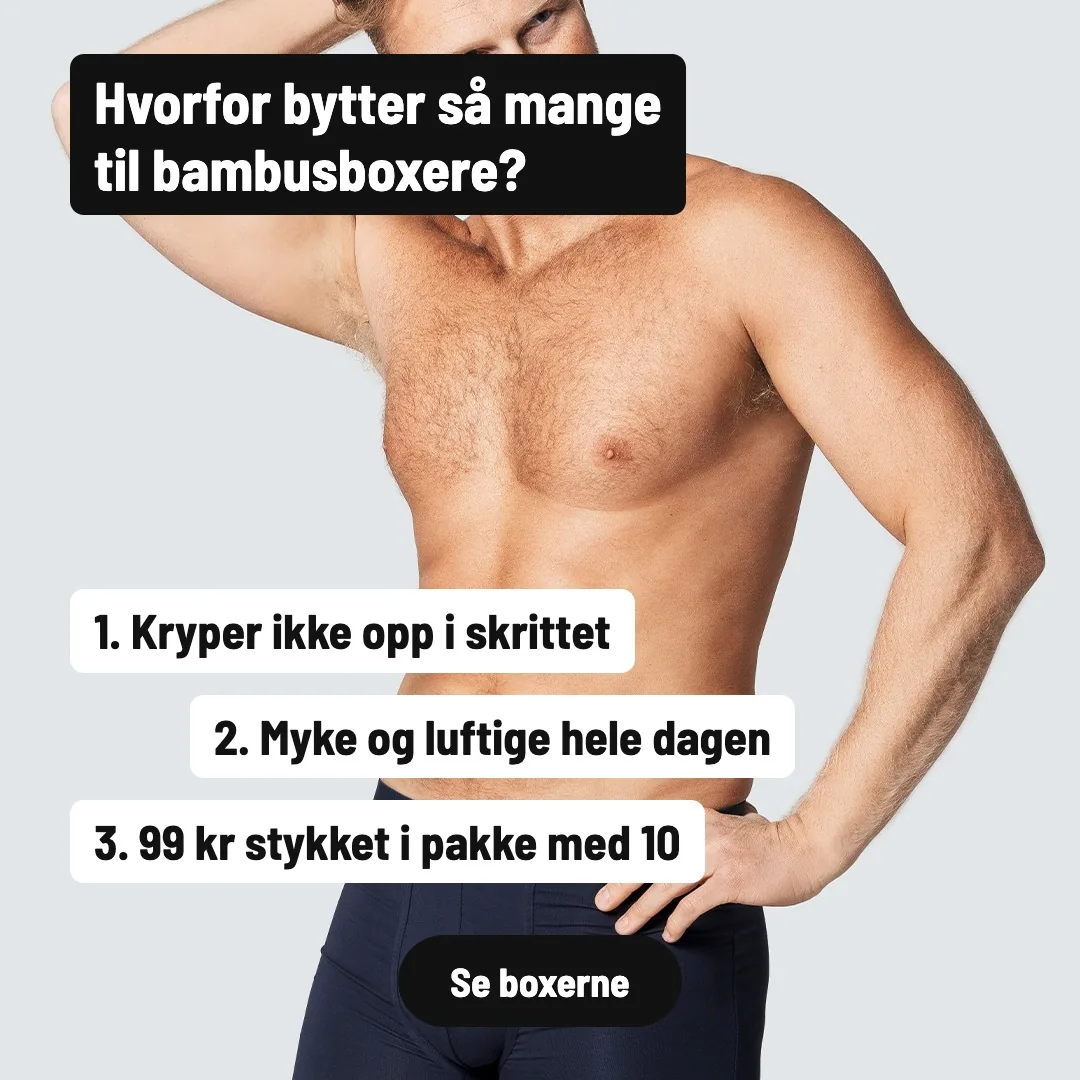 Hvorfor bytter så mange
til bambusboxere?
1. Kryper ikke opp i skrittet
2. Myke og luftige hele dagen
3. 99 kr stykket i pakke med 10
Se boxerne